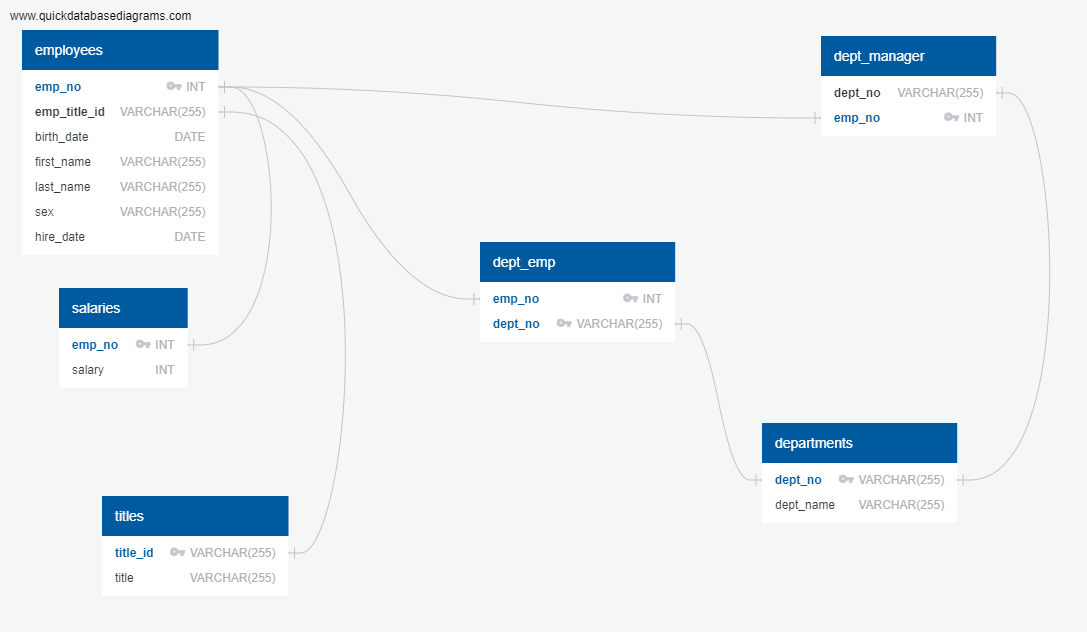 www.quickdatabasediagrams.com
employees
emp_no INT
emp_title_id VARCHAR(255)
birth_date DATE
first_name VARCHAR(255)
last_name VARCHAR(255)
sex VARCHAR(255)
hire_date DATE
dept_manager
dept_no VARCHAR(255)
emp_no INT
dept_emp
emp_no INT
dept_no VARCHAR(255)
salaries
emp_no INT
salary INT
departments
dept_no VARCHAR(255)
dept_name VARCHAR(255)
titles
title_id VARCHAR(255)
title VARCHAR(255)